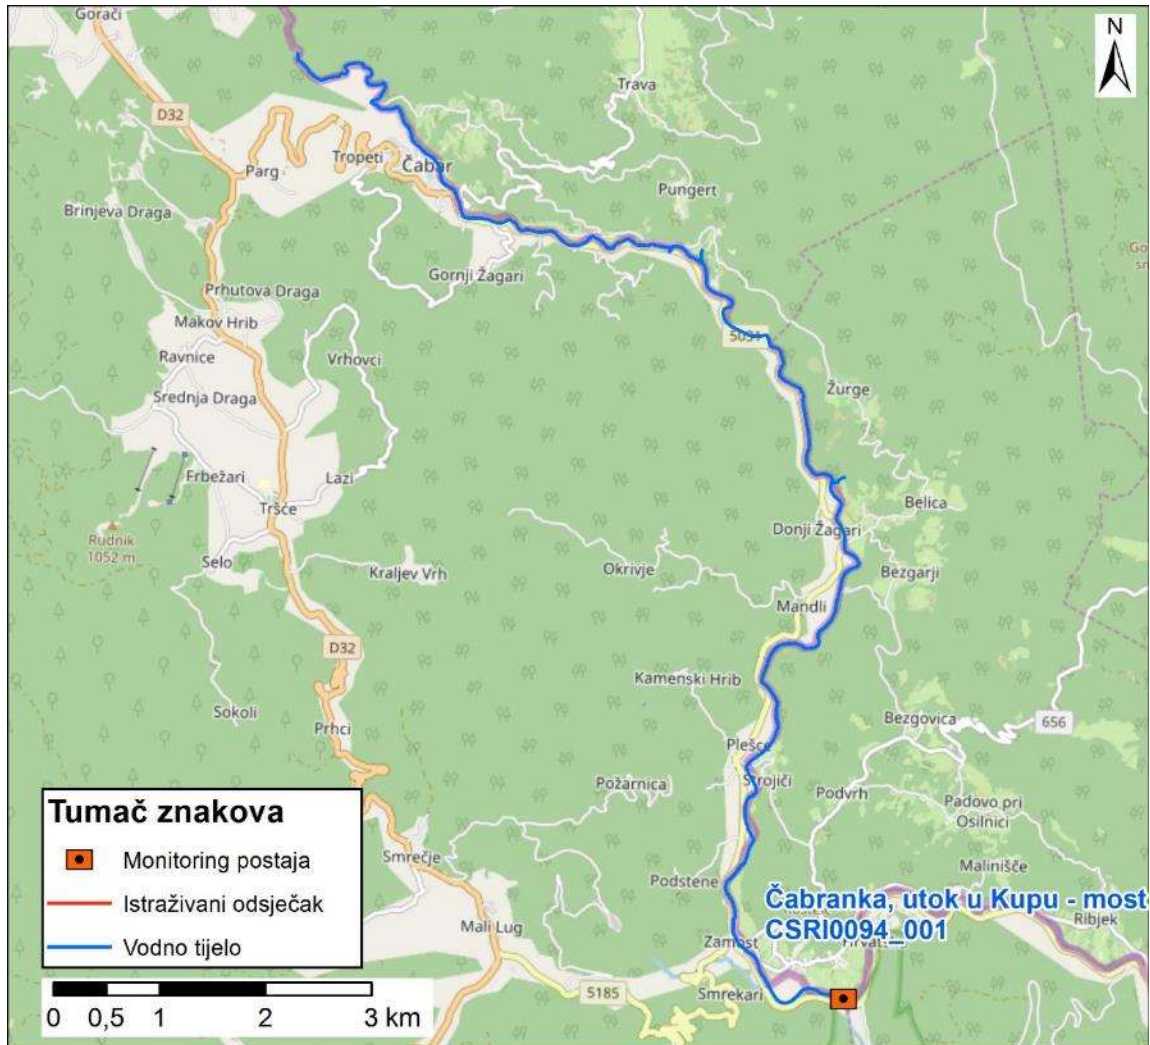 Gorači
N
Trava
D32
Tropeti
Čabar
Parg
Pungert
Brinjeva Draga
Gornji Žagari
Prhutova Draga
Makov Hrib
5031
Ravnice
Vrhovci
Žurge
Srednja Draga
Frbežari
Lazi
Tršće
Belica
Rudnik
1052 m
Donji Žagari
Selo
Kraljev Vrh
Okrivje
Bezgarji
Mandli
D32
Kamenski Hrib
Sokoli
Bezgovica
656
Prhci
Plešce
Požarnica
Strojiči
Podvrh
Padovo pri
Osilnici
Tumač znakova
Monitoring postaja
Istraživani odsječak
Vodno tijelo
0 0,5 1 2 3 km
Smrečje
Malinišče
Podstene
Čabranka, utok u Kupu - most
CSRI0094_001
Mali Lug
Ribjek
Zamost
Smrekari
5185